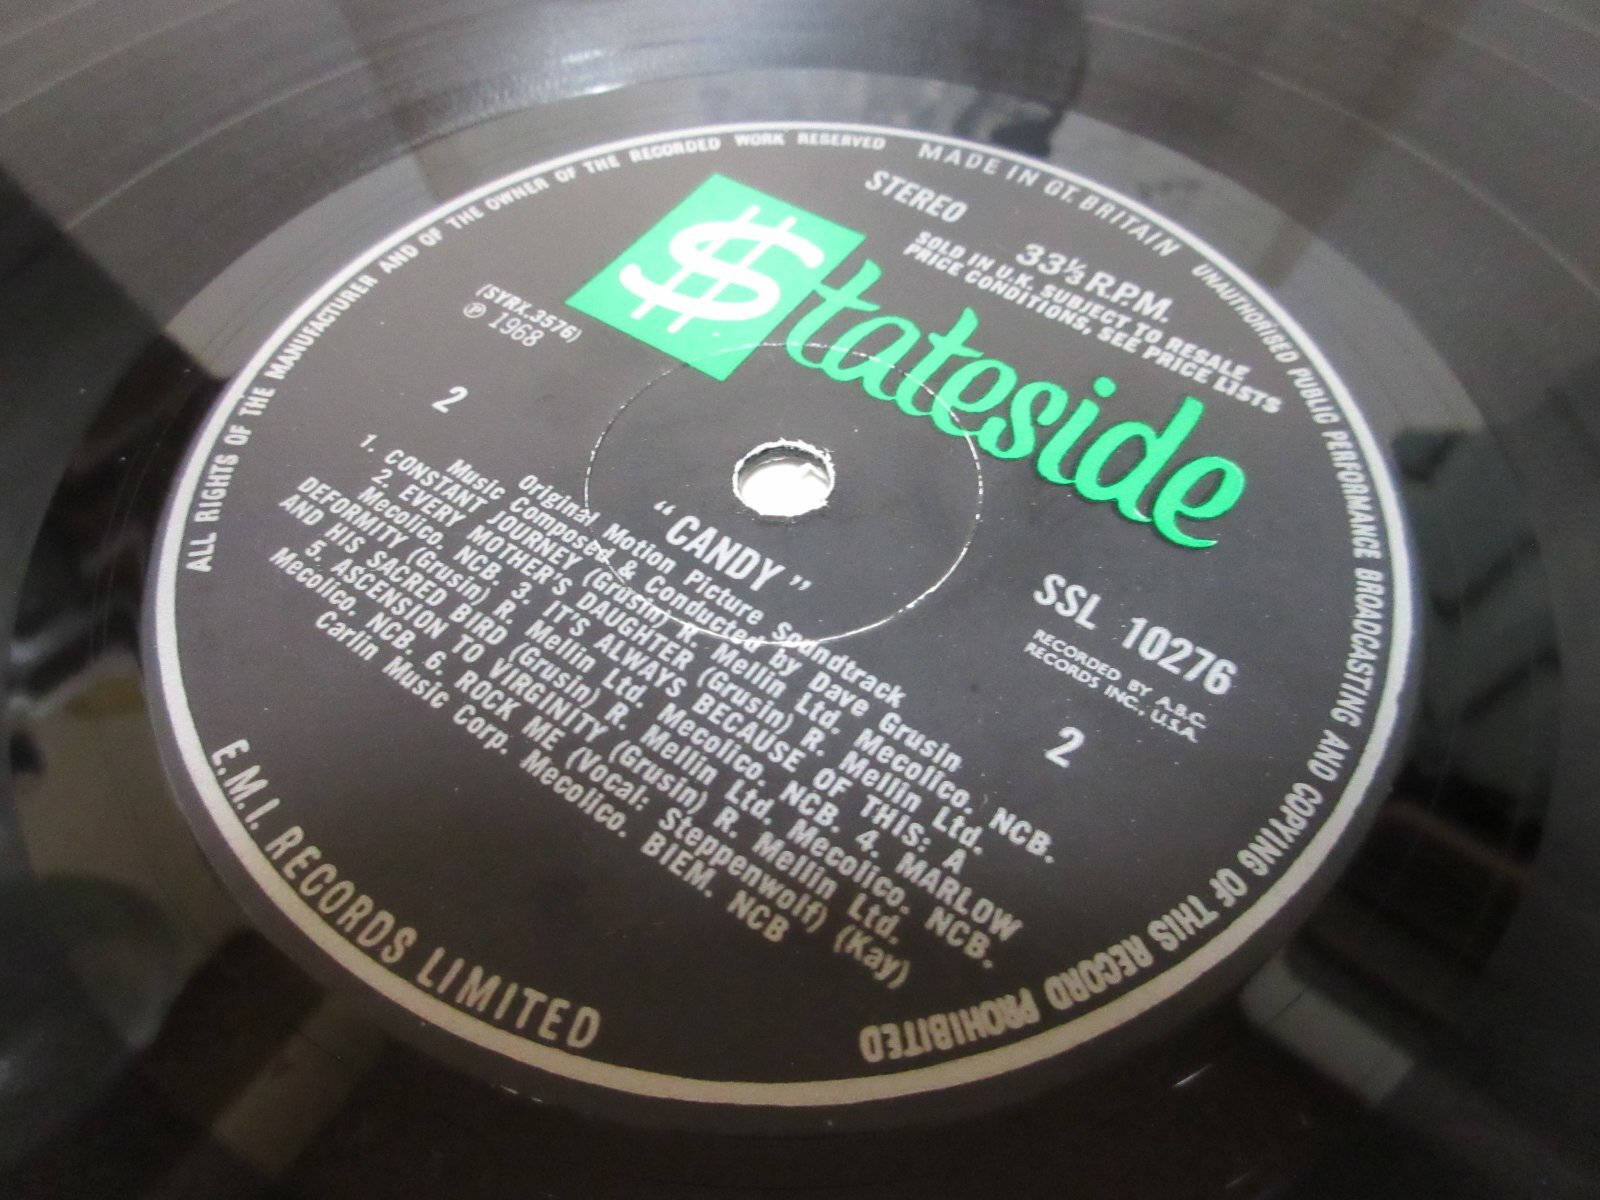 ALL RIGHTS OF THE MANUFACTURER AND OF THE OWNER OF THE RECORDED WORK RESERVED
MADE IN GT. BRITAIN
UNAUTHORISED PUBLIC PERFORMANCE BROADCASTING AND COPYING OF THIS RECORD PROHIBITED
E.M.I. RECORDS LIMITED
$tateside
STEREO
33⅓ R.P.M.
SOLD IN U.K. SUBJECT TO RESALE
PRICE CONDITIONS, SEE PRICE LISTS
(SYRX.3576)
℗ 1968
2
SSL 10276
RECORDED BY A.B.C.
RECORDS INC., U.S.A.
2
“CANDY”
Original Motion Picture Soundtrack
Music Composed & Conducted by Dave Grusin
1. CONSTANT JOURNEY (Grusin) R. Mellin Ltd. Mecolico. NCB.
2. EVERY MOTHER'S DAUGHTER (Grusin) R. Mellin Ltd.
Mecolico. NCB. 3. IT'S ALWAYS BECAUSE OF THIS: A
DEFORMITY (Grusin) R. Mellin Ltd. Mecolico. NCB. 4. MARLOW
AND HIS SACRED BIRD (Grusin) R. Mellin Ltd. Mecolico. NCB.
5. ASCENSION TO VIRGINITY (Grusin) R. Mellin Ltd.
Mecolico. NCB. 6. ROCK ME (Vocal: Steppenwolf) (Kay)
Carlin Music Corp. Mecolico. BIEM. NCB